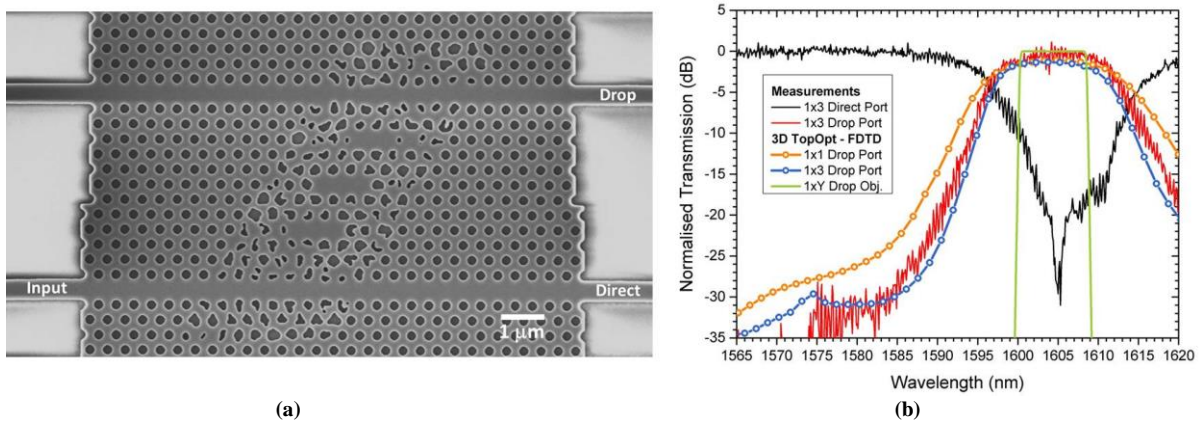 Drop
Input
Direct
1 μm
(a)
Normalised Transmission (dB)
5
0
-5
-10
-15
-20
-25
-30
-35
Measurements
1x3 Direct Port
1x3 Drop Port
3D TopOpt - FDTD
1x1 Drop Port
1x3 Drop Port
1xY Drop Obj.
1565 1570 1575 1580 1585 1590 1595 1600 1605 1610 1615 1620
Wavelength (nm)
(b)